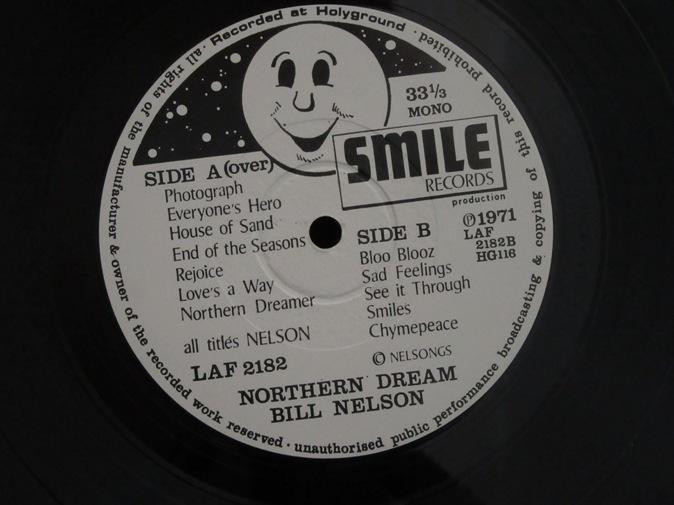 all rights of the manufacturer & owner of the recorded work reserved · unauthorised public performance broadcasting & copying of this record prohibited
· Recorded at Holyground ·
33⅓
MONO
SMILE
RECORDS
production
SIDE A (over)
Photograph
Everyone's Hero
House of Sand
End of the Seasons
Rejoice
Love's a Way
Northern Dreamer
all titlés NELSON
LAF 2182
℗1971
LAF
2182B
HG116
SIDE B
Bloo Blooz
Sad Feelings
See it Through
Smiles
Chymepeace
© NELSONGS
NORTHERN DREAM
BILL NELSON